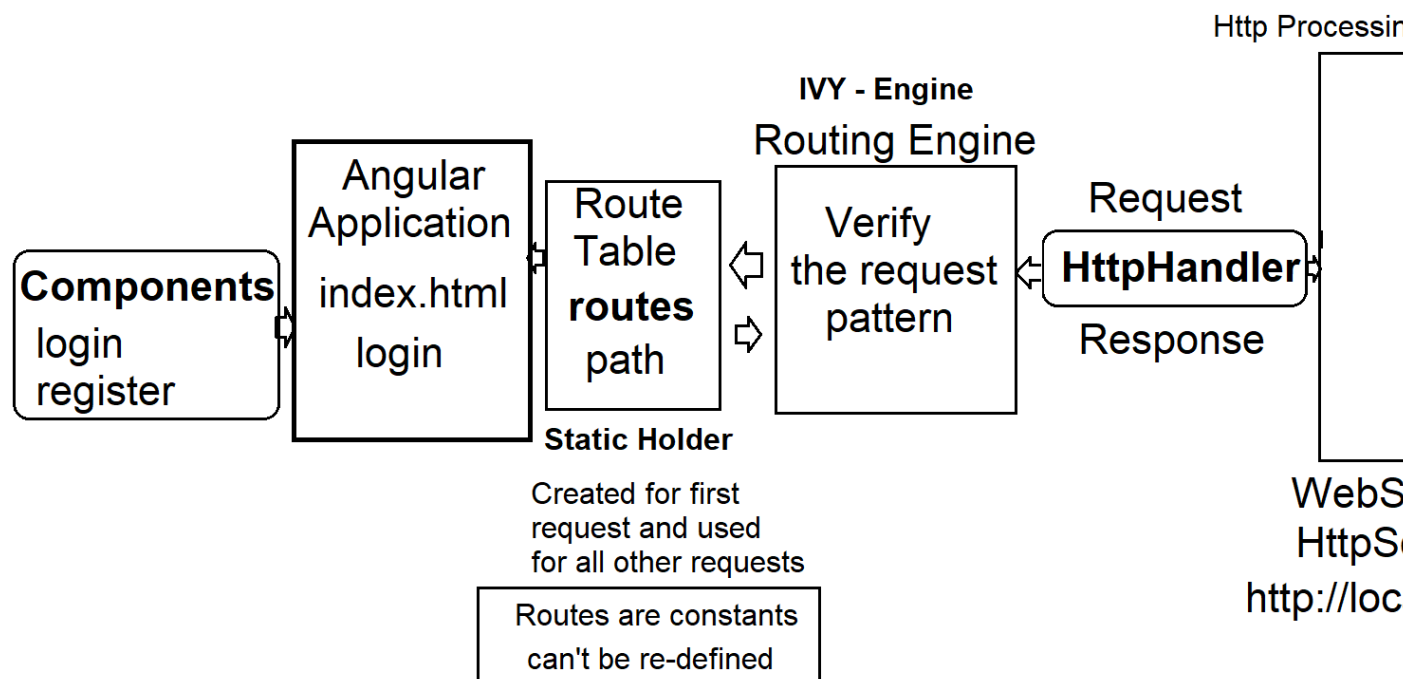 Http Processin
IVY - Engine
Routing Engine
Components
login
register
Angular
Application
index.html
login
Route
Table
routes
path
Verify
the request
pattern
Request
HttpHandler
Response
Static Holder
Created for first
request and used
for all other requests
Routes are constants
can't be re-defined
WebS
HttpSe
http://loc